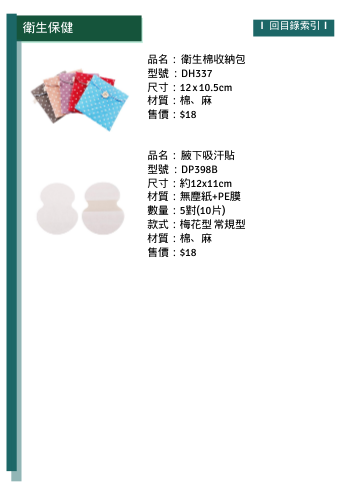 衛生保健
I 回目錄索引 I
品名：衛生棉收納包
型號：DH337
尺寸：12x10.5cm
材質：棉、麻
售價：$18
品名：腋下吸汗貼
型號：DP398B
尺寸：約12x11cm
材質：無塵紙+PE膜
數量：5對(10片)
款式：梅花型 常規型
材質：棉、麻
售價：$18